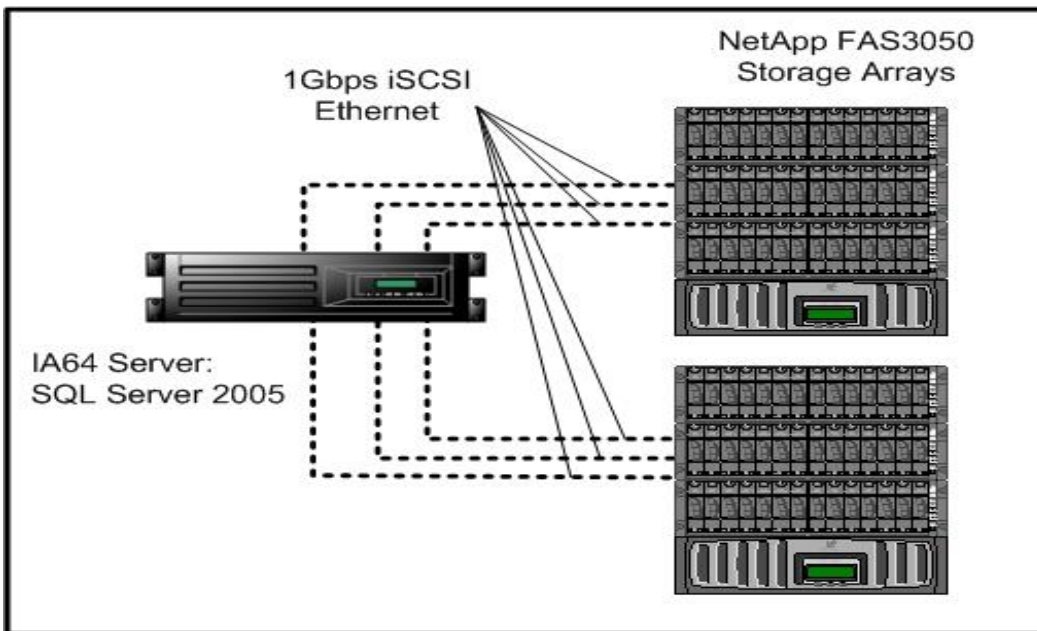 NetApp FAS3050
Storage Arrays
1Gbps iSCSI
Ethernet
IA64 Server:
SQL Server 2005